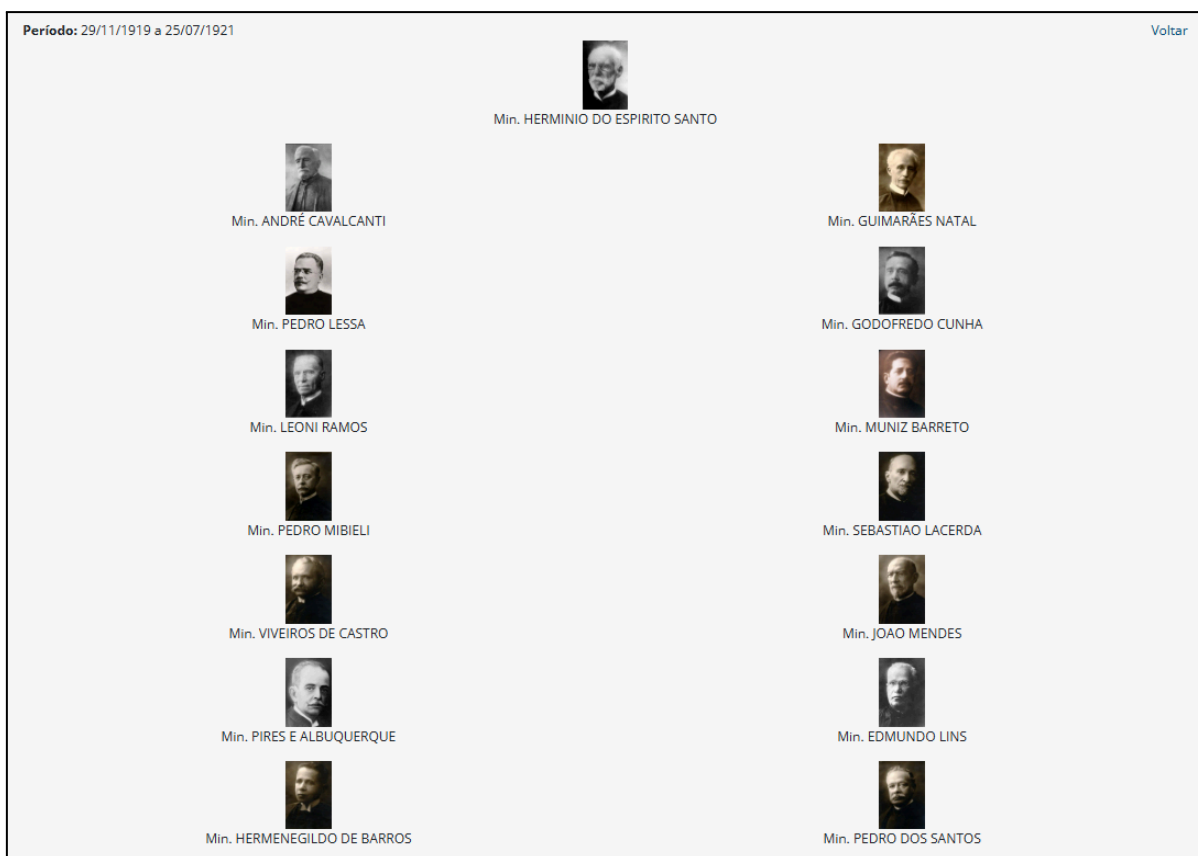 Período: 29/11/1919 a 25/07/1921 Voltar
Min. HERMINIO DO ESPIRITO SANTO
Min. ANDRÉ CAVALCANTI Min. GUIMARÃES NATAL
Min. PEDRO LESSA Min. GODOFREDO CUNHA
Min. LEONI RAMOS Min. MUNIZ BARRETO
Min. PEDRO MIBIELI Min. SEBASTIAO LACERDA
Min. VIVEIROS DE CASTRO Min. JOAO MENDES
Min. PIRES E ALBUQUERQUE Min. EDMUNDO LINS
Min. HERMENEGILDO DE BARROS Min. PEDRO DOS SANTOS